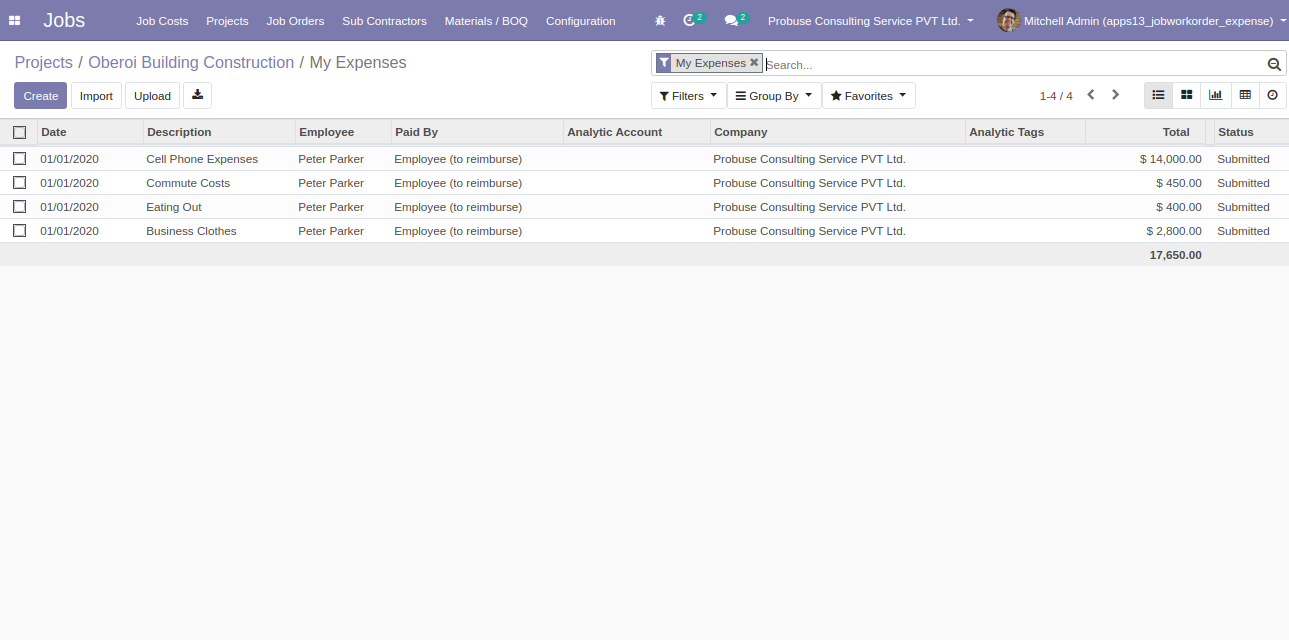 Jobs Job Costs Projects Job Orders Sub Contractors Materials / BOQ Configuration 2 2 Probuse Consulting Service PVT Ltd. Mitchell Admin (apps13_jobworkorder_expense)
Projects / Oberoi Building Construction / My Expenses
My Expenses Search...
Create Import Upload
Filters Group By Favorites 1-4 / 4
Date Description Employee Paid By Analytic Account Company Analytic Tags Total Status
01/01/2020 Cell Phone Expenses Peter Parker Employee (to reimburse) Probuse Consulting Service PVT Ltd. $ 14,000.00 Submitted
01/01/2020 Commute Costs Peter Parker Employee (to reimburse) Probuse Consulting Service PVT Ltd. $ 450.00 Submitted
01/01/2020 Eating Out Peter Parker Employee (to reimburse) Probuse Consulting Service PVT Ltd. $ 400.00 Submitted
01/01/2020 Business Clothes Peter Parker Employee (to reimburse) Probuse Consulting Service PVT Ltd. $ 2,800.00 Submitted
17,650.00